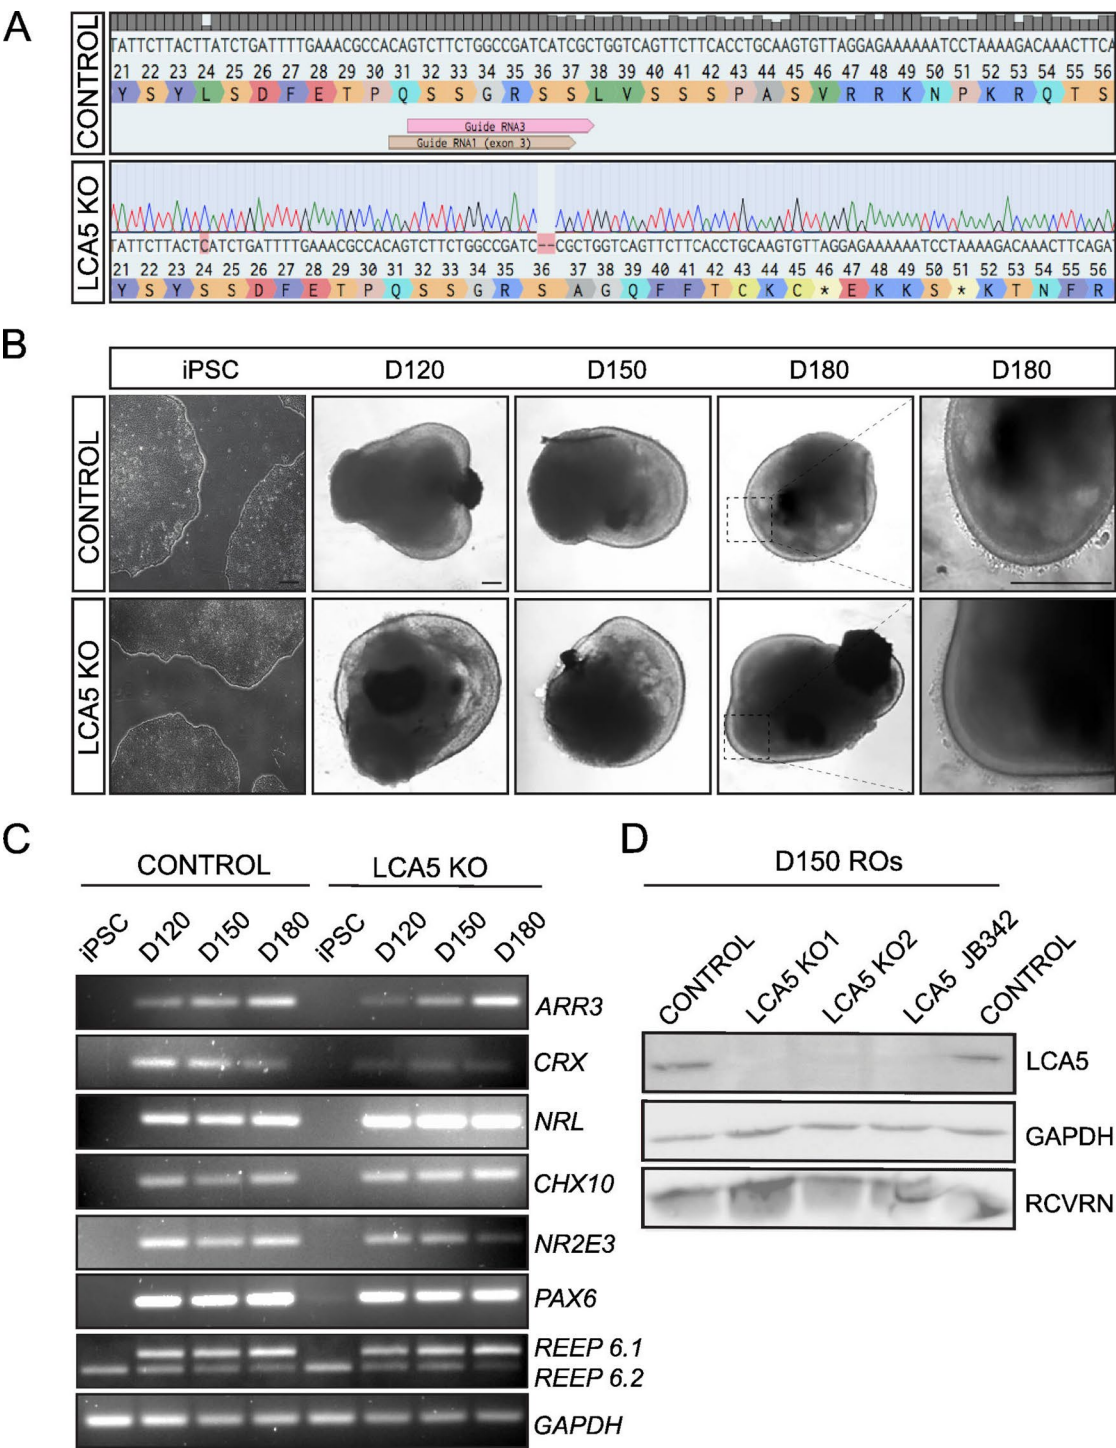 A
CONTROL
TATTCTTACTTATCTGATTTTGAAACGCCACAGTCTTCTGGCCGATCATCGCTGGTCAGTTCTTCACCTGCAAGTGTTAGGAGAAAAAATCCTAAAAGACAAACTTCA
21 22 23 24 25 26 27 28 29 30 31 32 33 34 35 36 37 38 39 40 41 42 43 44 45 46 47 48 49 50 51 52 53 54 55 56
Y S Y L S D F E T P Q S S G R S S L V S S S P A S V R R K N P K R Q T S
Guide RNA3
Guide RNA1 (exon 3)
LCA5 KO
TATTCTTACTCATCTGATTTTGAAACGCCACAGTCTTCTGGCCGATC--CGCTGGTCAGTTCTTCACCTGCAAGTGTTAGGAGAAAAAATCCTAAAAGACAAACTTCAGA
21 22 23 24 25 26 27 28 29 30 31 32 33 34 35 36 37 38 39 40 41 42 43 44 45 46 47 48 49 50 51 52 53 54 55 56
Y S Y S S D F E T P Q S S G R S A G Q F F T C K C * E K K S * K T N F R
B
iPSC D120 D150 D180 D180
CONTROL
LCA5 KO
C
CONTROL LCA5 KO
iPSC D120 D150 D180 iPSC D120 D150 D180
ARR3
CRX
NRL
CHX10
NR2E3
PAX6
REEP 6.1
REEP 6.2
GAPDH
D
D150 ROs
CONTROL LCA5 KO1 LCA5 KO2 LCA5 JB342 CONTROL
LCA5
GAPDH
RCVRN